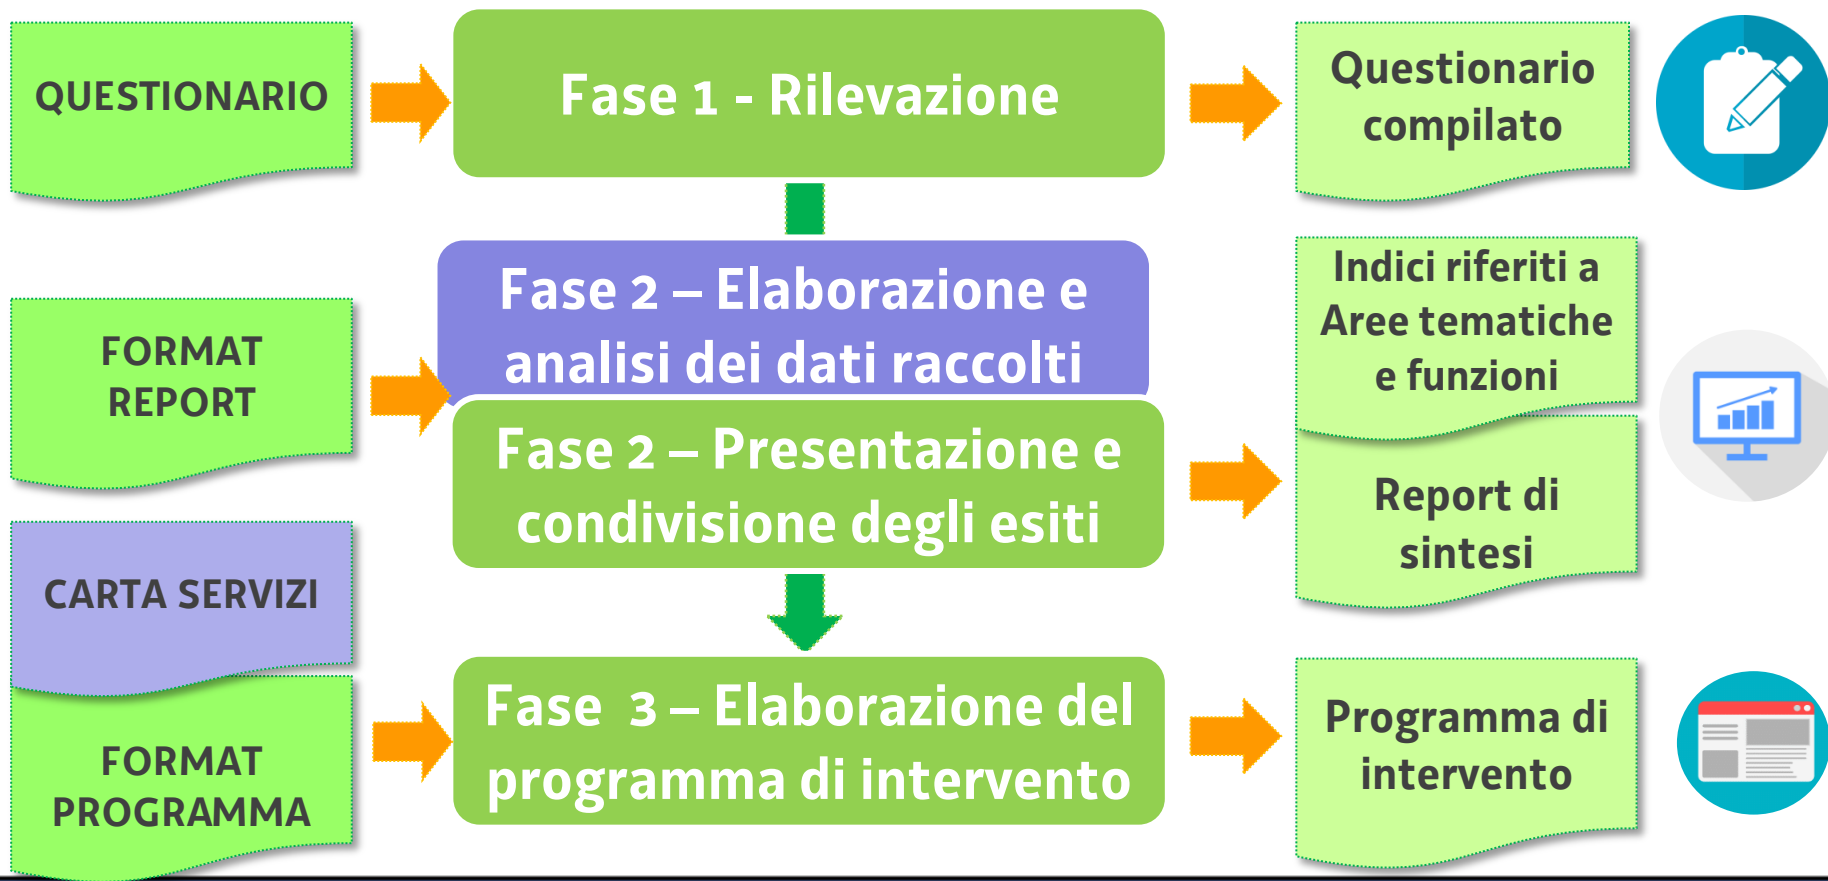 QUESTIONARIO
Fase 1 - Rilevazione
Questionario
compilato
FORMAT
REPORT
Fase 2 – Elaborazione e
analisi dei dati raccolti
Fase 2 – Presentazione e
condivisione degli esiti
Indici riferiti a
Aree tematiche
e funzioni
Report di
sintesi
CARTA SERVIZI
FORMAT
PROGRAMMA
Fase 3 – Elaborazione del
programma di intervento
Programma di
intervento